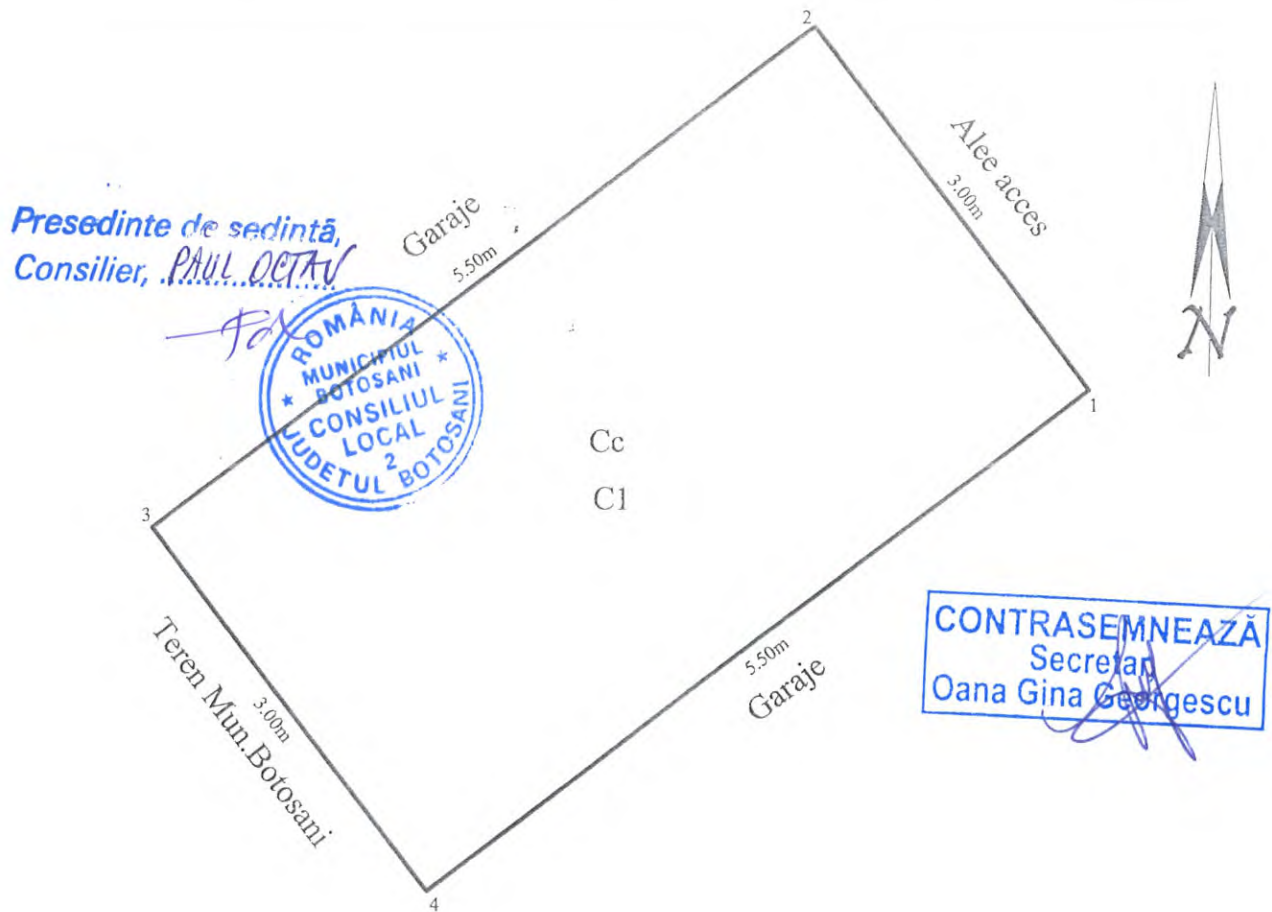 2
Alee acces
3.00m
Presedinte de sedintă,
Consilier, PAUL OCTAV
Garaje
5.50m
N
ROMÂNIA
MUNICIPIUL
BOTOSANI
CONSILIUL
LOCAL
2
JUDETUL BOTOSANI
1
Cc
C1
3
CONTRASEMNEAZĂ
Secretar
Oana Gina Georgescu
5.50m
Garaje
3.00m
Teren Mun.Botosani
4